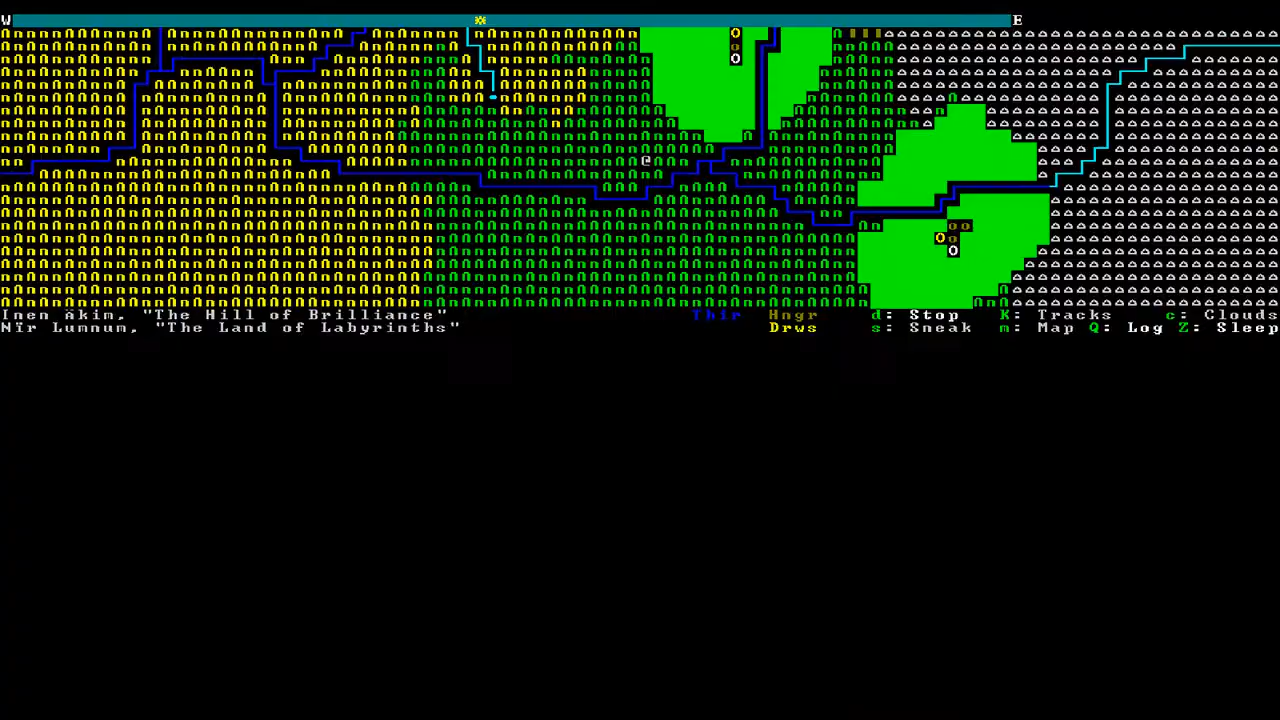 W E
Inen äkim, "The Hill of Brilliance" Thir Hngr d: Stop K: Tracks c: Clouds
Nïr Lumnum, "The Land of Labyrinths" Drws s: Sneak m: Map Q: Log Z: Sleep